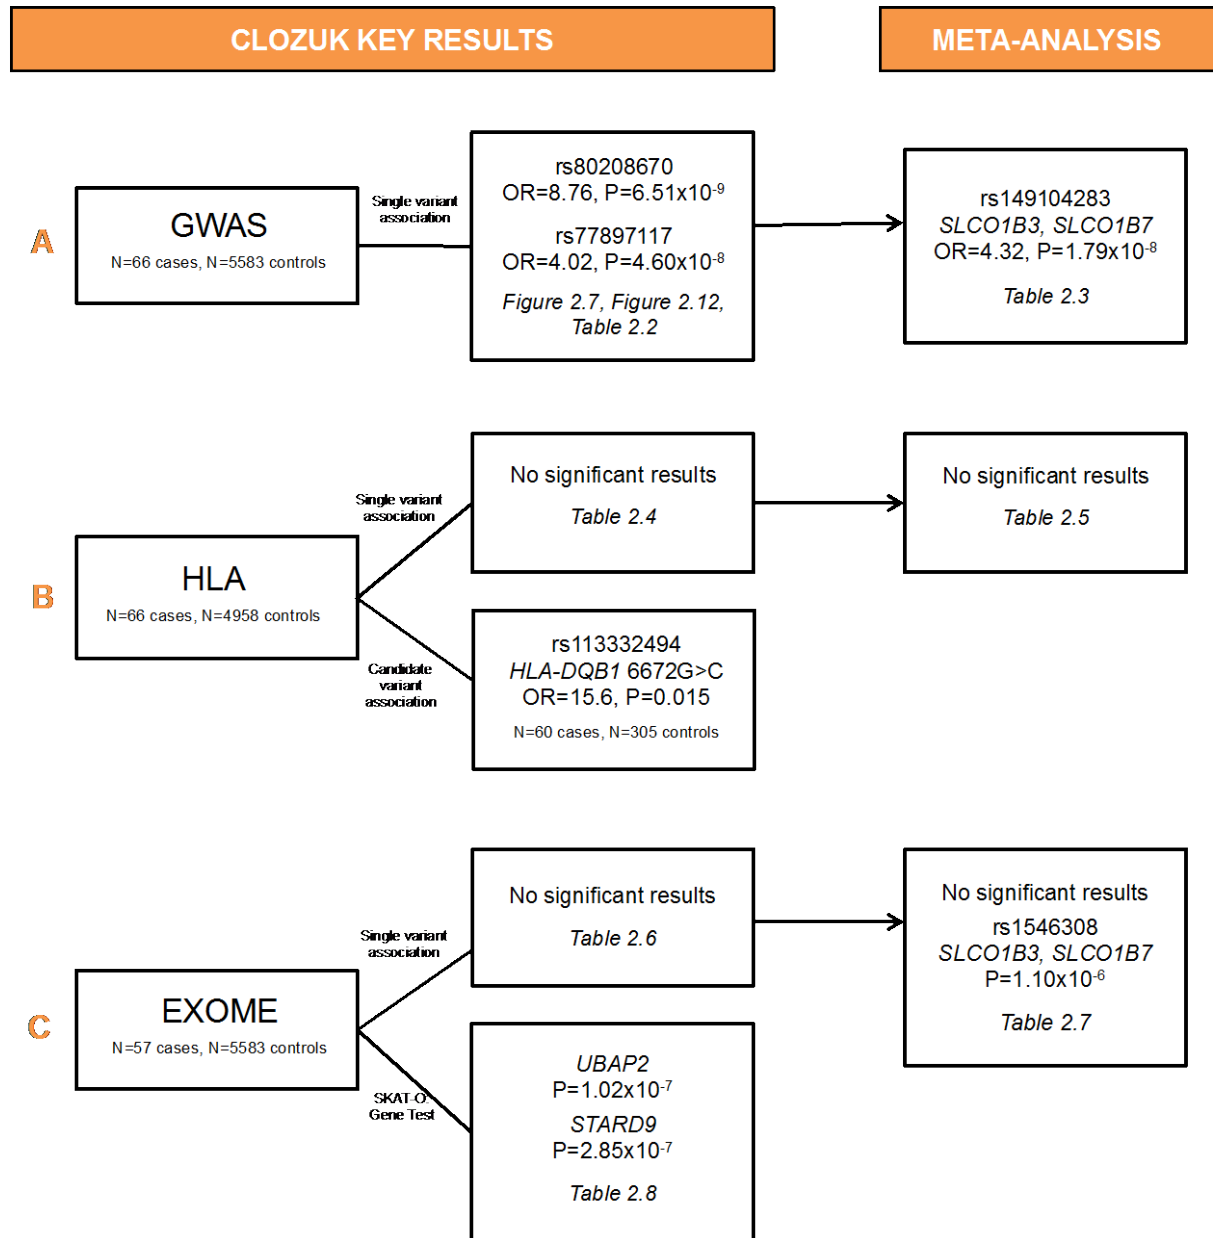 CLOZUK KEY RESULTS
META-ANALYSIS
A
GWAS
N=66 cases, N=5583 controls
Single variant
association
rs80208670
OR=8.76, P=6.51x10⁻⁹
rs77897117
OR=4.02, P=4.60x10⁻⁸
Figure 2.7, Figure 2.12,
Table 2.2
rs149104283
SLCO1B3, SLCO1B7
OR=4.32, P=1.79x10⁻⁸
Table 2.3
B
HLA
N=66 cases, N=4958 controls
Single variant
association
No significant results
Table 2.4
No significant results
Table 2.5
Candidate
variant
association
rs113332494
HLA-DQB1 6672G>C
OR=15.6, P=0.015
N=60 cases, N=305 controls
C
EXOME
N=57 cases, N=5583 controls
Single variant
association
No significant results
Table 2.6
No significant results
rs1546308
SLCO1B3, SLCO1B7
P=1.10x10⁻⁶
Table 2.7
SKAT-O
Gene Test
UBAP2
P=1.02x10⁻⁷
STARD9
P=2.85x10⁻⁷
Table 2.8